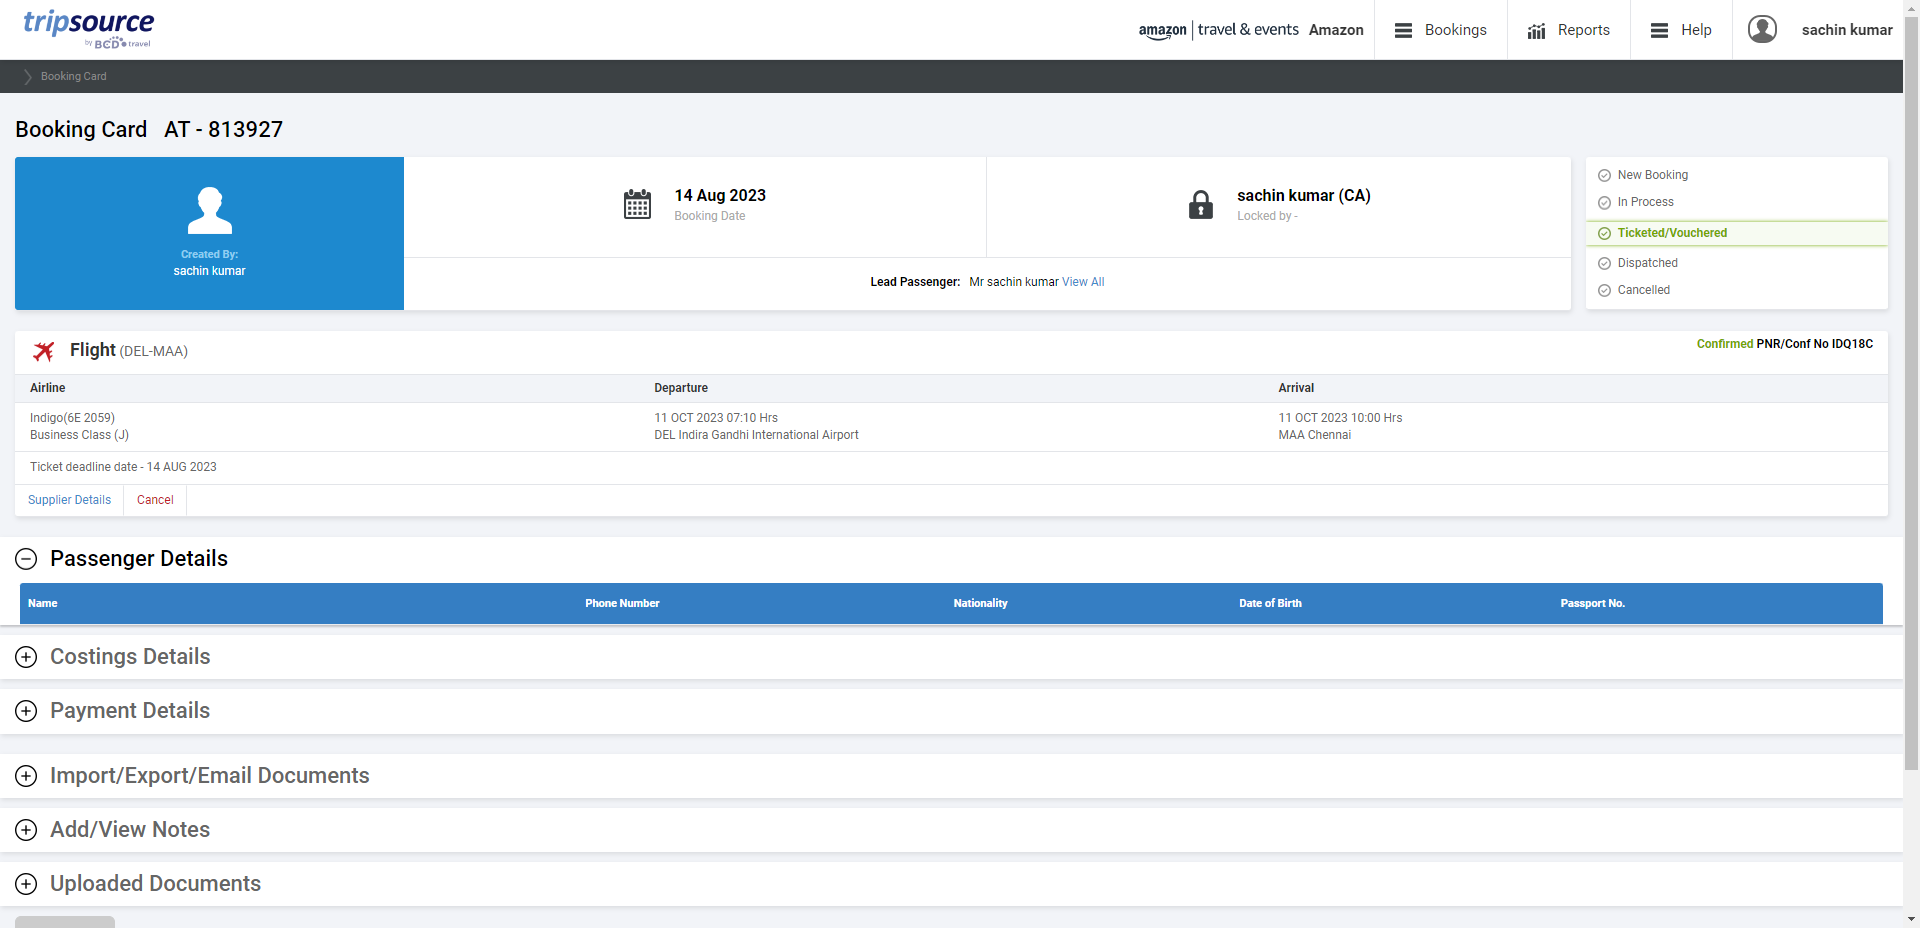 tripsource
by BCD travel
amazon | travel & events Amazon
Bookings
Reports
Help
sachin kumar
Booking Card
Booking Card AT - 813927
Created By:
sachin kumar
14 Aug 2023
Booking Date
sachin kumar (CA)
Locked by -
Lead Passenger: Mr sachin kumar View All
New Booking
In Process
Ticketed/Vouchered
Dispatched
Cancelled
Flight (DEL-MAA)
Confirmed PNR/Conf No IDQ18C
Airline Departure Arrival
Indigo(6E 2059) 11 OCT 2023 07:10 Hrs 11 OCT 2023 10:00 Hrs
Business Class (J) DEL Indira Gandhi International Airport MAA Chennai
Ticket deadline date - 14 AUG 2023
Supplier Details Cancel
Passenger Details
Name Phone Number Nationality Date of Birth Passport No.
Costings Details
Payment Details
Import/Export/Email Documents
Add/View Notes
Uploaded Documents